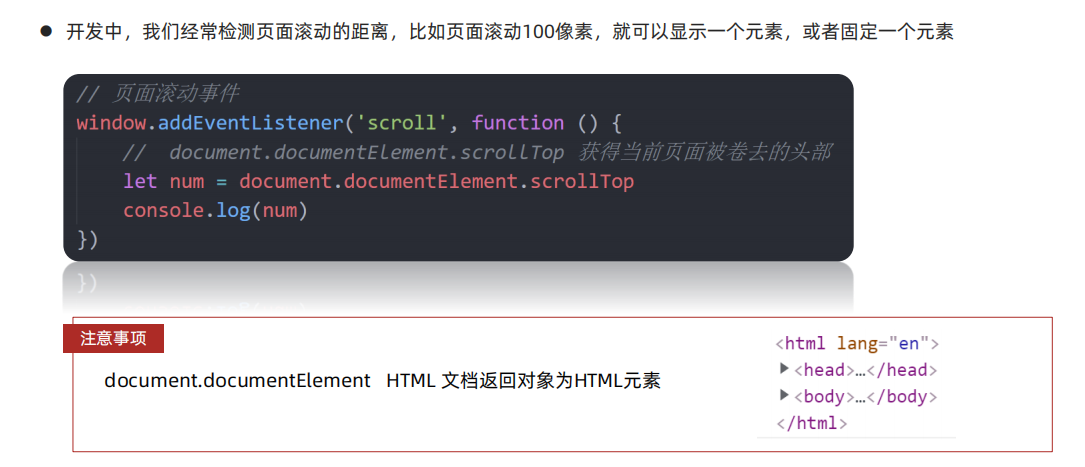 ● 开发中，我们经常检测页面滚动的距离，比如页面滚动100像素，就可以显示一个元素，或者固定一个元素
// 页面滚动事件
window.addEventListener('scroll', function () {
//  document.documentElement.scrollTop 获得当前页面被卷去的头部
let num = document.documentElement.scrollTop
console.log(num)
})
})
注意事项
document.documentElement   HTML 文档返回对象为HTML元素
<html lang="en">
▶<head>…</head>
▶<body>…</body>
</html>